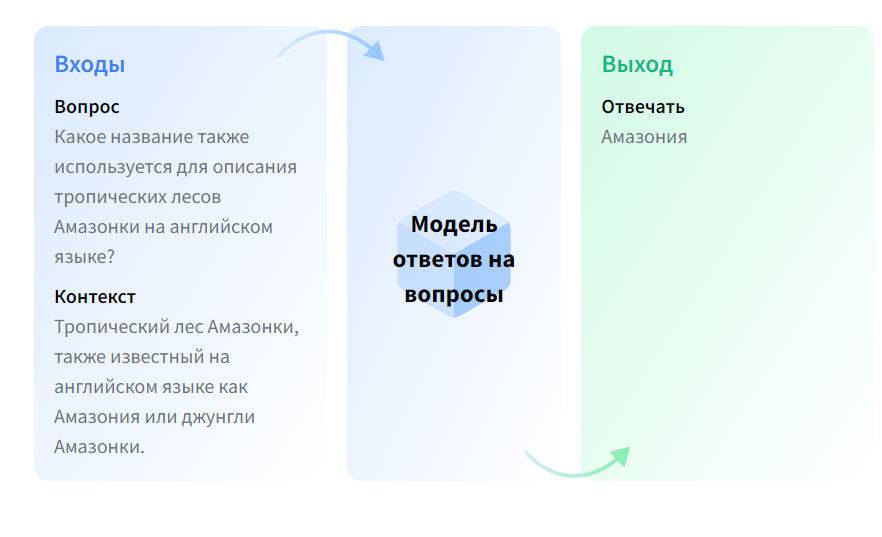 Входы
Вопрос
Какое название также
используется для описания
тропических лесов
Амазонки на английском
языке?
Контекст
Тропический лес Амазонки,
также известный на
английском языке как
Амазония или джунгли
Амазонки.
Модель
ответов на
вопросы
Выход
Отвечать
Амазония